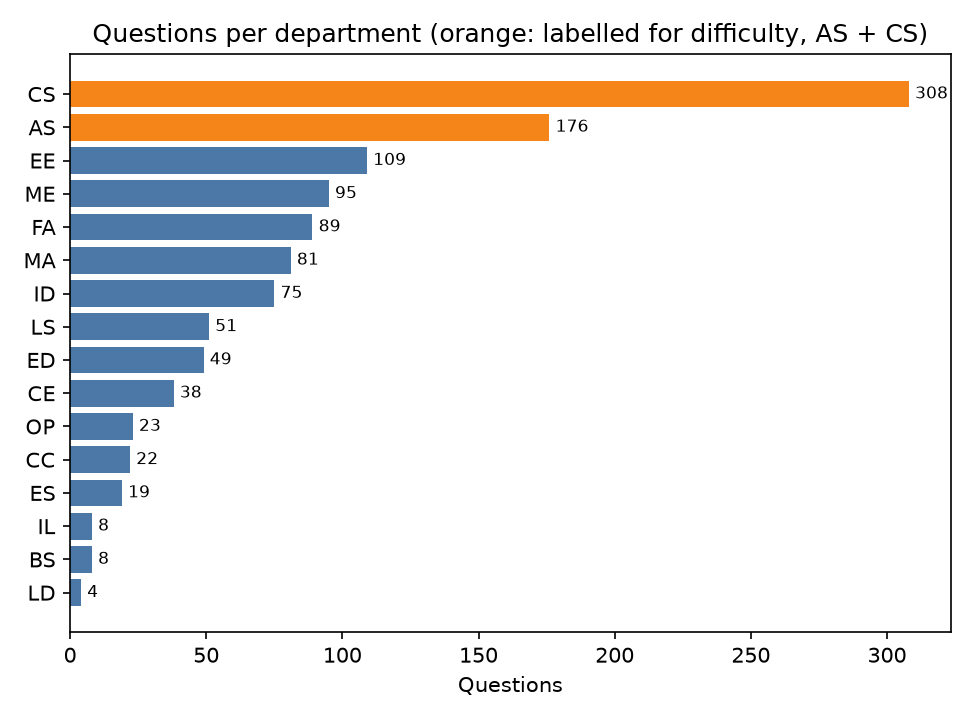 Questions per department (orange: labelled for difficulty, AS + CS)
CS 308
AS 176
EE 109
ME 95
FA 89
MA 81
ID 75
LS 51
ED 49
CE 38
OP 23
CC 22
ES 19
IL 8
BS 8
LD 4
0 50 100 150 200 250 300
Questions